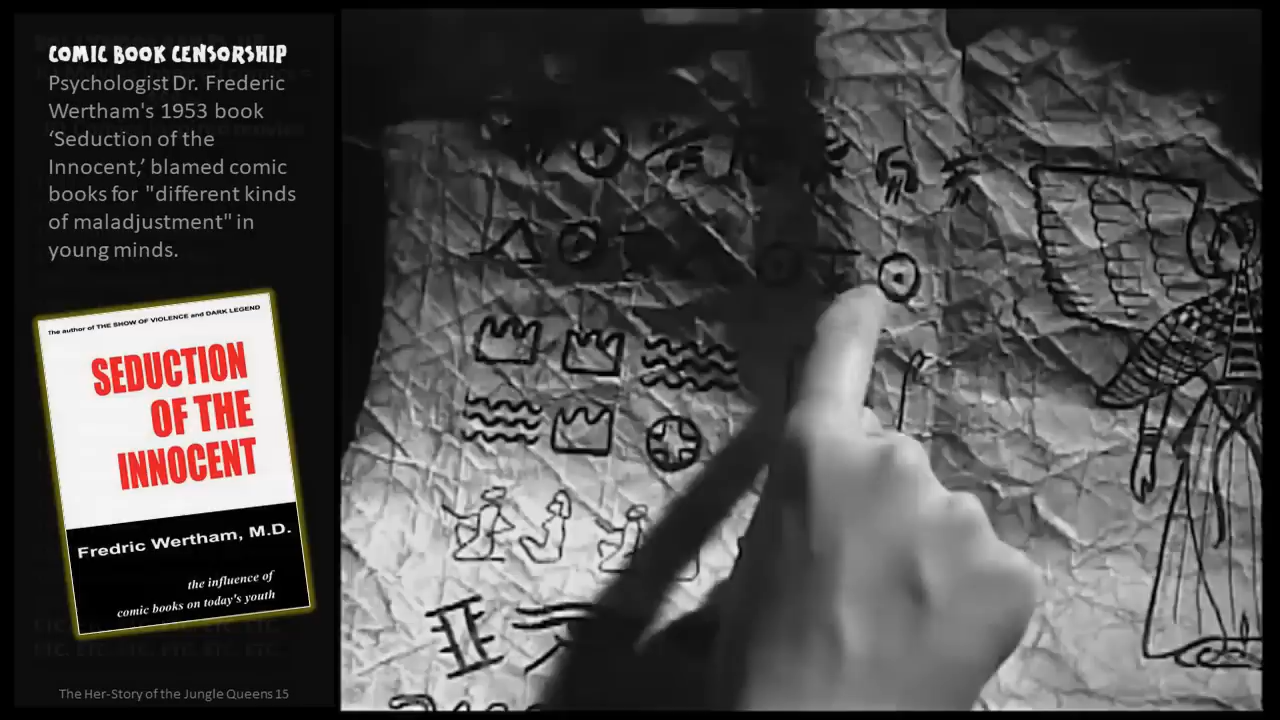 COMIC BOOK CENSORSHIP
Psychologist Dr. Frederic
Wertham's 1953 book
‘Seduction of the
Innocent,’ blamed comic
books for "different kinds
of maladjustment" in
young minds.
The author of THE SHOW OF VIOLENCE and DARK LEGEND
SEDUCTION
OF THE
INNOCENT
Fredric Wertham, M.D.
the influence of
comic books on today's youth
The Her-Story of the Jungle Queens 15